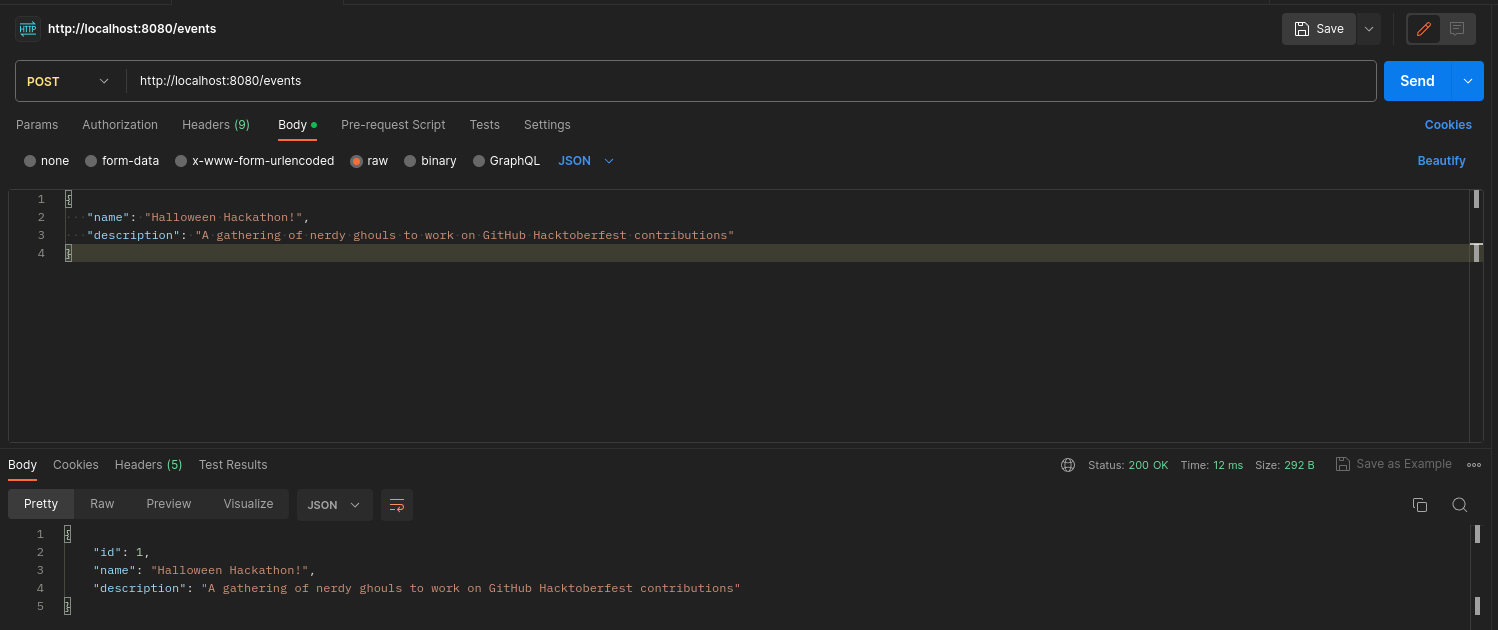 HTTP http://localhost:8080/events Save
POST http://localhost:8080/events Send
Params Authorization Headers (9) Body Pre-request Script Tests Settings Cookies
none form-data x-www-form-urlencoded raw binary GraphQL JSON Beautify
1 {
2 "name": "Halloween Hackathon!",
3 "description": "A gathering of nerdy ghouls to work on GitHub Hacktoberfest contributions"
4 }
Body Cookies Headers (5) Test Results Status: 200 OK Time: 12 ms Size: 292 B Save as Example
Pretty Raw Preview Visualize JSON
1 {
2 "id": 1,
3 "name": "Halloween Hackathon!",
4 "description": "A gathering of nerdy ghouls to work on GitHub Hacktoberfest contributions"
5 }